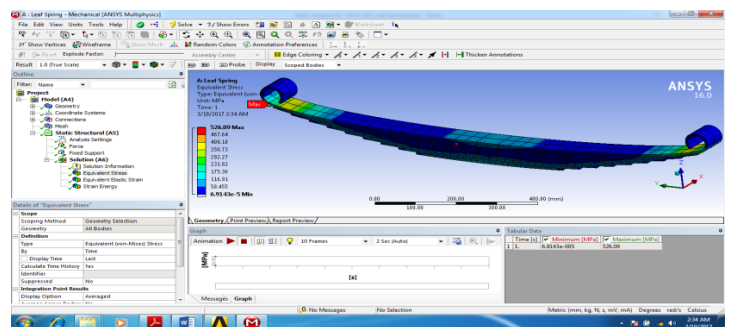 A : Leaf Spring - Mechanical [ANSYS Multiphysics]
File Edit View Units Tools Help Solve ?/ Show Errors Worksheet
Show Vertices Wireframe Show Mesh Random Colors Annotation Preferences
Reset Explode Factor: Assembly Center Edge Coloring Thicken Annotations
Result 1.0 (True Scale) Probe Display Scoped Bodies
Outline
Filter: Name
Project
Model (A4)
Geometry
Coordinate Systems
Connections
Mesh
Static Structural (A5)
Analysis Settings
Force
Fixed Support
Solution (A6)
Solution Information
Equivalent Stress
Equivalent Elastic Strain
Strain Energy
Details of "Equivalent Stress"
Scope
Scoping Method Geometry Selection
Geometry All Bodies
Definition
Type Equivalent (von-Mises) Stress
By Time
Display Time Last
Calculate Time History Yes
Identifier
Suppressed No
Integration Point Results
Display Option Averaged
A: Leaf Spring
Equivalent Stress
Type: Equivalent (von-
Unit: MPa
Time: 1
3/18/2017 2:34 AM
Max
526.09 Max
467.64
409.18
350.73
292.27
233.82
175.36
116.91
58.455
6.9143e-5 Min
ANSYS
16.0
0.00 200.00 400.00 (mm)
100.00 300.00
Z
Y X
Geometry Print Preview Report Preview
Graph
Animation 10 Frames 2 Sec (Auto)
[MPa]
[s]
Messages Graph
Tabular Data
Time [s] Minimum [MPa] Maximum [MPa]
1 1. 6.9143e-005 526.09
No Messages No Selection Metric (mm, kg, N, s, mV, mA) Degrees rad/s Celsius
2:34 AM